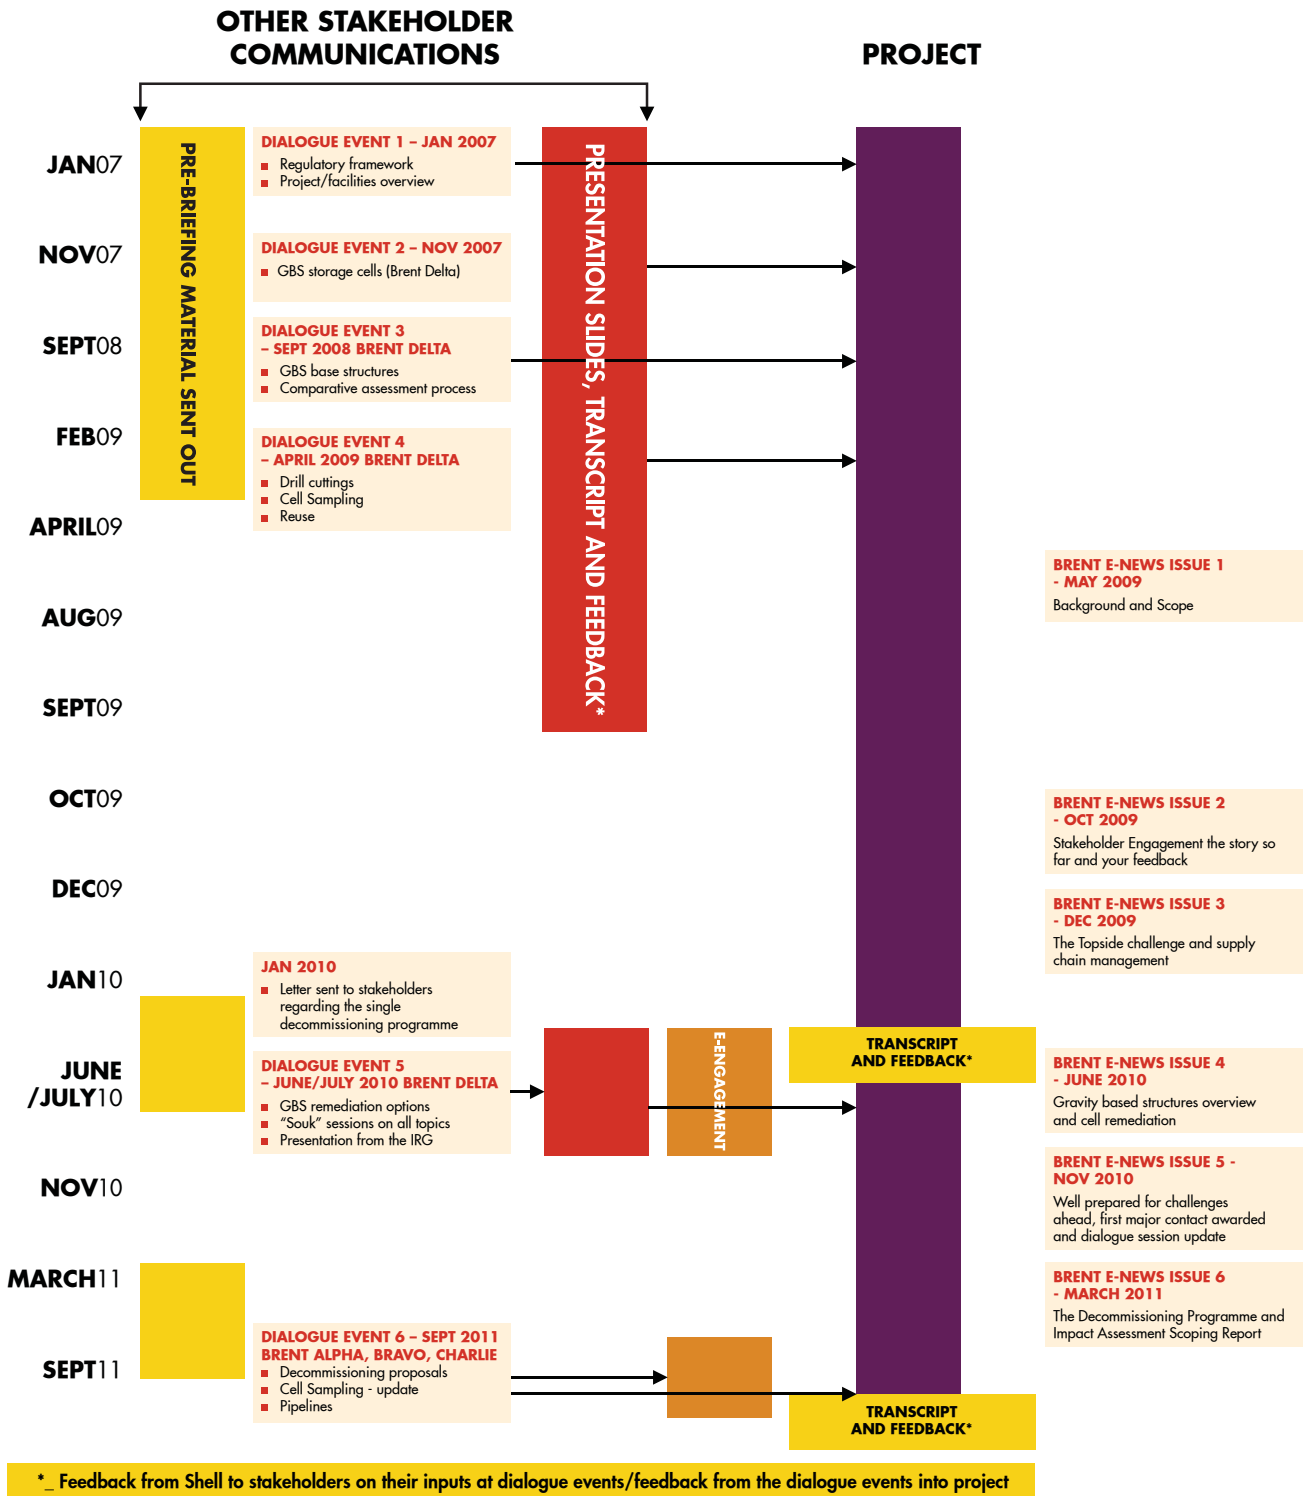 OTHER STAKEHOLDER
COMMUNICATIONS
PROJECT
JAN07
NOV07
SEPT08
FEB09
APRIL09
AUG09
SEPT09
OCT09
DEC09
JAN10
JUNE
/JULY10
NOV10
MARCH11
SEPT11
PRE-BRIEFING MATERIAL SENT OUT
DIALOGUE EVENT 1 – JAN 2007
Regulatory framework
Project/facilities overview
DIALOGUE EVENT 2 – NOV 2007
GBS storage cells (Brent Delta)
DIALOGUE EVENT 3
– SEPT 2008 BRENT DELTA
GBS base structures
Comparative assessment process
DIALOGUE EVENT 4
– APRIL 2009 BRENT DELTA
Drill cuttings
Cell Sampling
Reuse
PRESENTATION SLIDES, TRANSCRIPT AND FEEDBACK*
JAN 2010
Letter sent to stakeholders
regarding the single
decommissioning programme
DIALOGUE EVENT 5
– JUNE/JULY 2010 BRENT DELTA
GBS remediation options
“Souk” sessions on all topics
Presentation from the IRG
E-ENGAGEMENT
TRANSCRIPT
AND FEEDBACK*
DIALOGUE EVENT 6 – SEPT 2011
BRENT ALPHA, BRAVO, CHARLIE
Decommissioning proposals
Cell Sampling - update
Pipelines
TRANSCRIPT
AND FEEDBACK*
BRENT E-NEWS ISSUE 1
- MAY 2009
Background and Scope
BRENT E-NEWS ISSUE 2
- OCT 2009
Stakeholder Engagement the story so
far and your feedback
BRENT E-NEWS ISSUE 3
- DEC 2009
The Topside challenge and supply
chain management
BRENT E-NEWS ISSUE 4
- JUNE 2010
Gravity based structures overview
and cell remediation
BRENT E-NEWS ISSUE 5 -
NOV 2010
Well prepared for challenges
ahead, first major contact awarded
and dialogue session update
BRENT E-NEWS ISSUE 6
- MARCH 2011
The Decommissioning Programme and
Impact Assessment Scoping Report
*_ Feedback from Shell to stakeholders on their inputs at dialogue events/feedback from the dialogue events into project